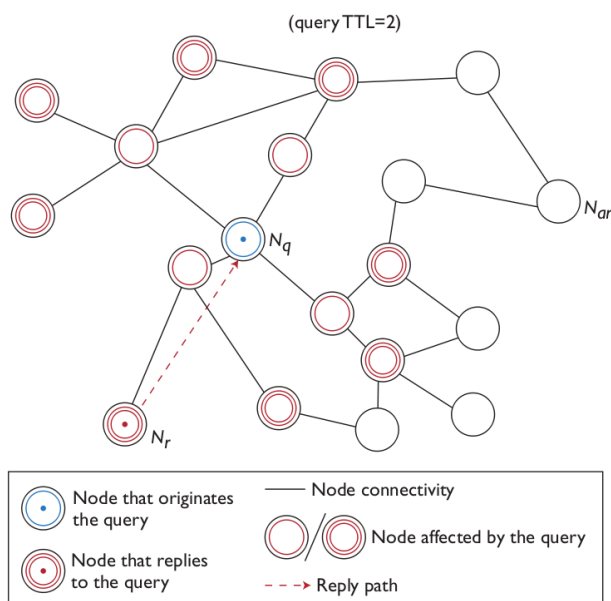 (query TTL=2)
Nar
Nq
Nr
Node that originates
the query
Node that replies
to the query
Node connectivity
/
Node affected by the query
Reply path